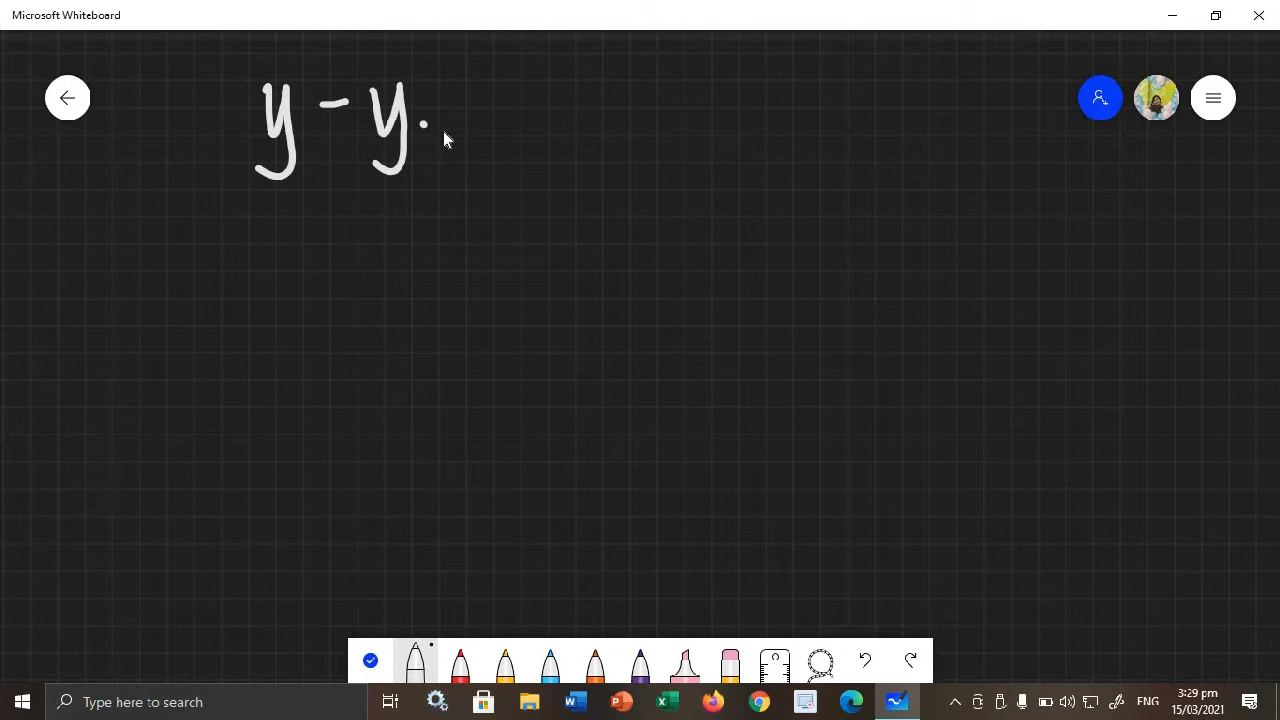 Microsoft Whiteboard
y - y.
Type here to search
ENG
3:29 pm
15/03/2021